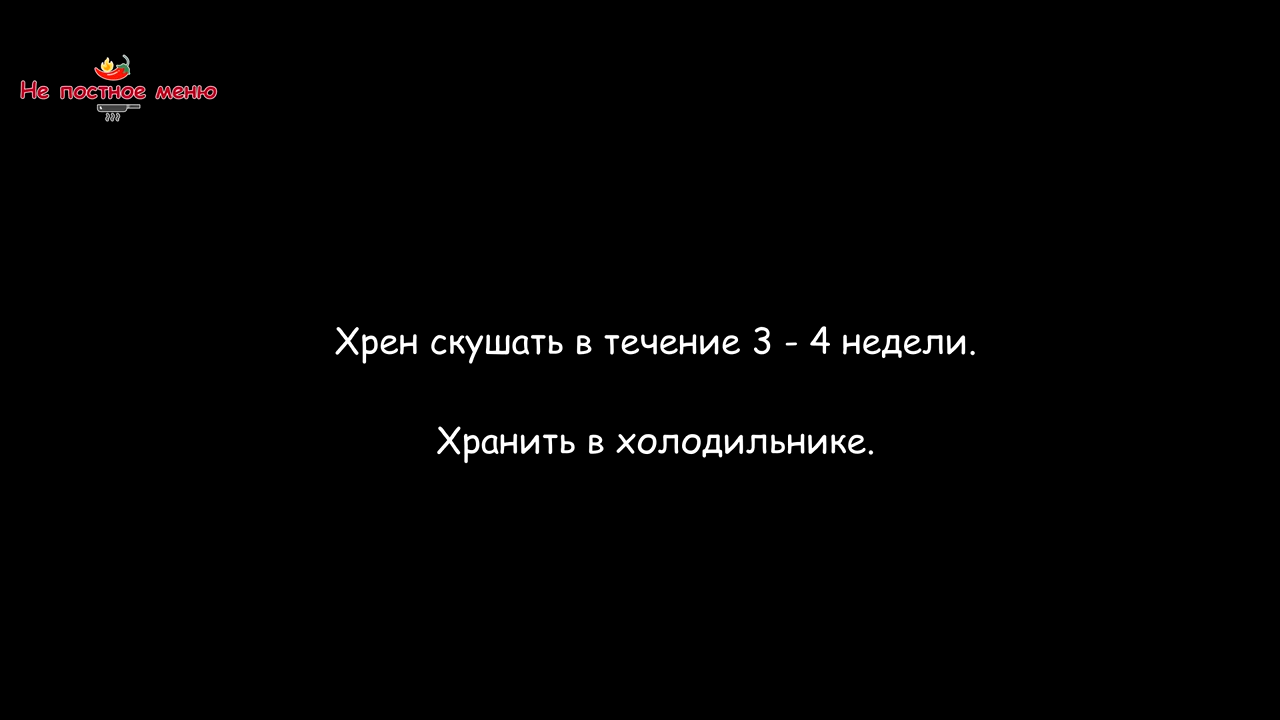 Не постное меню
Хрен скушать в течение 3 - 4 недели.
Хранить в холодильнике.